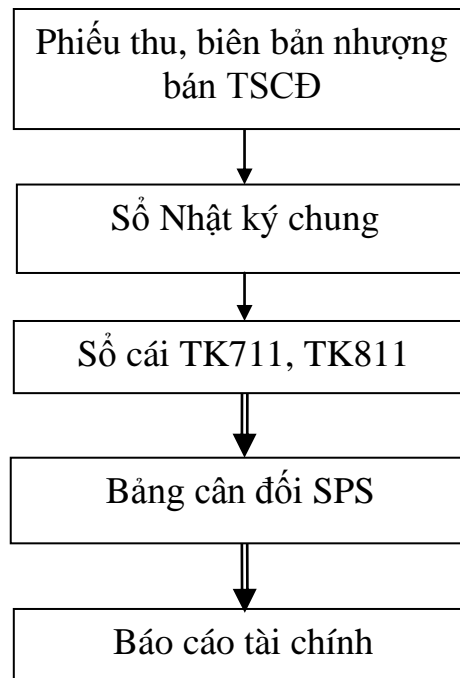 Phiếu thu, biên bản nhượng
bán TSCĐ
Sổ Nhật ký chung
Sổ cái TK711, TK811
Bảng cân đối SPS
Báo cáo tài chính